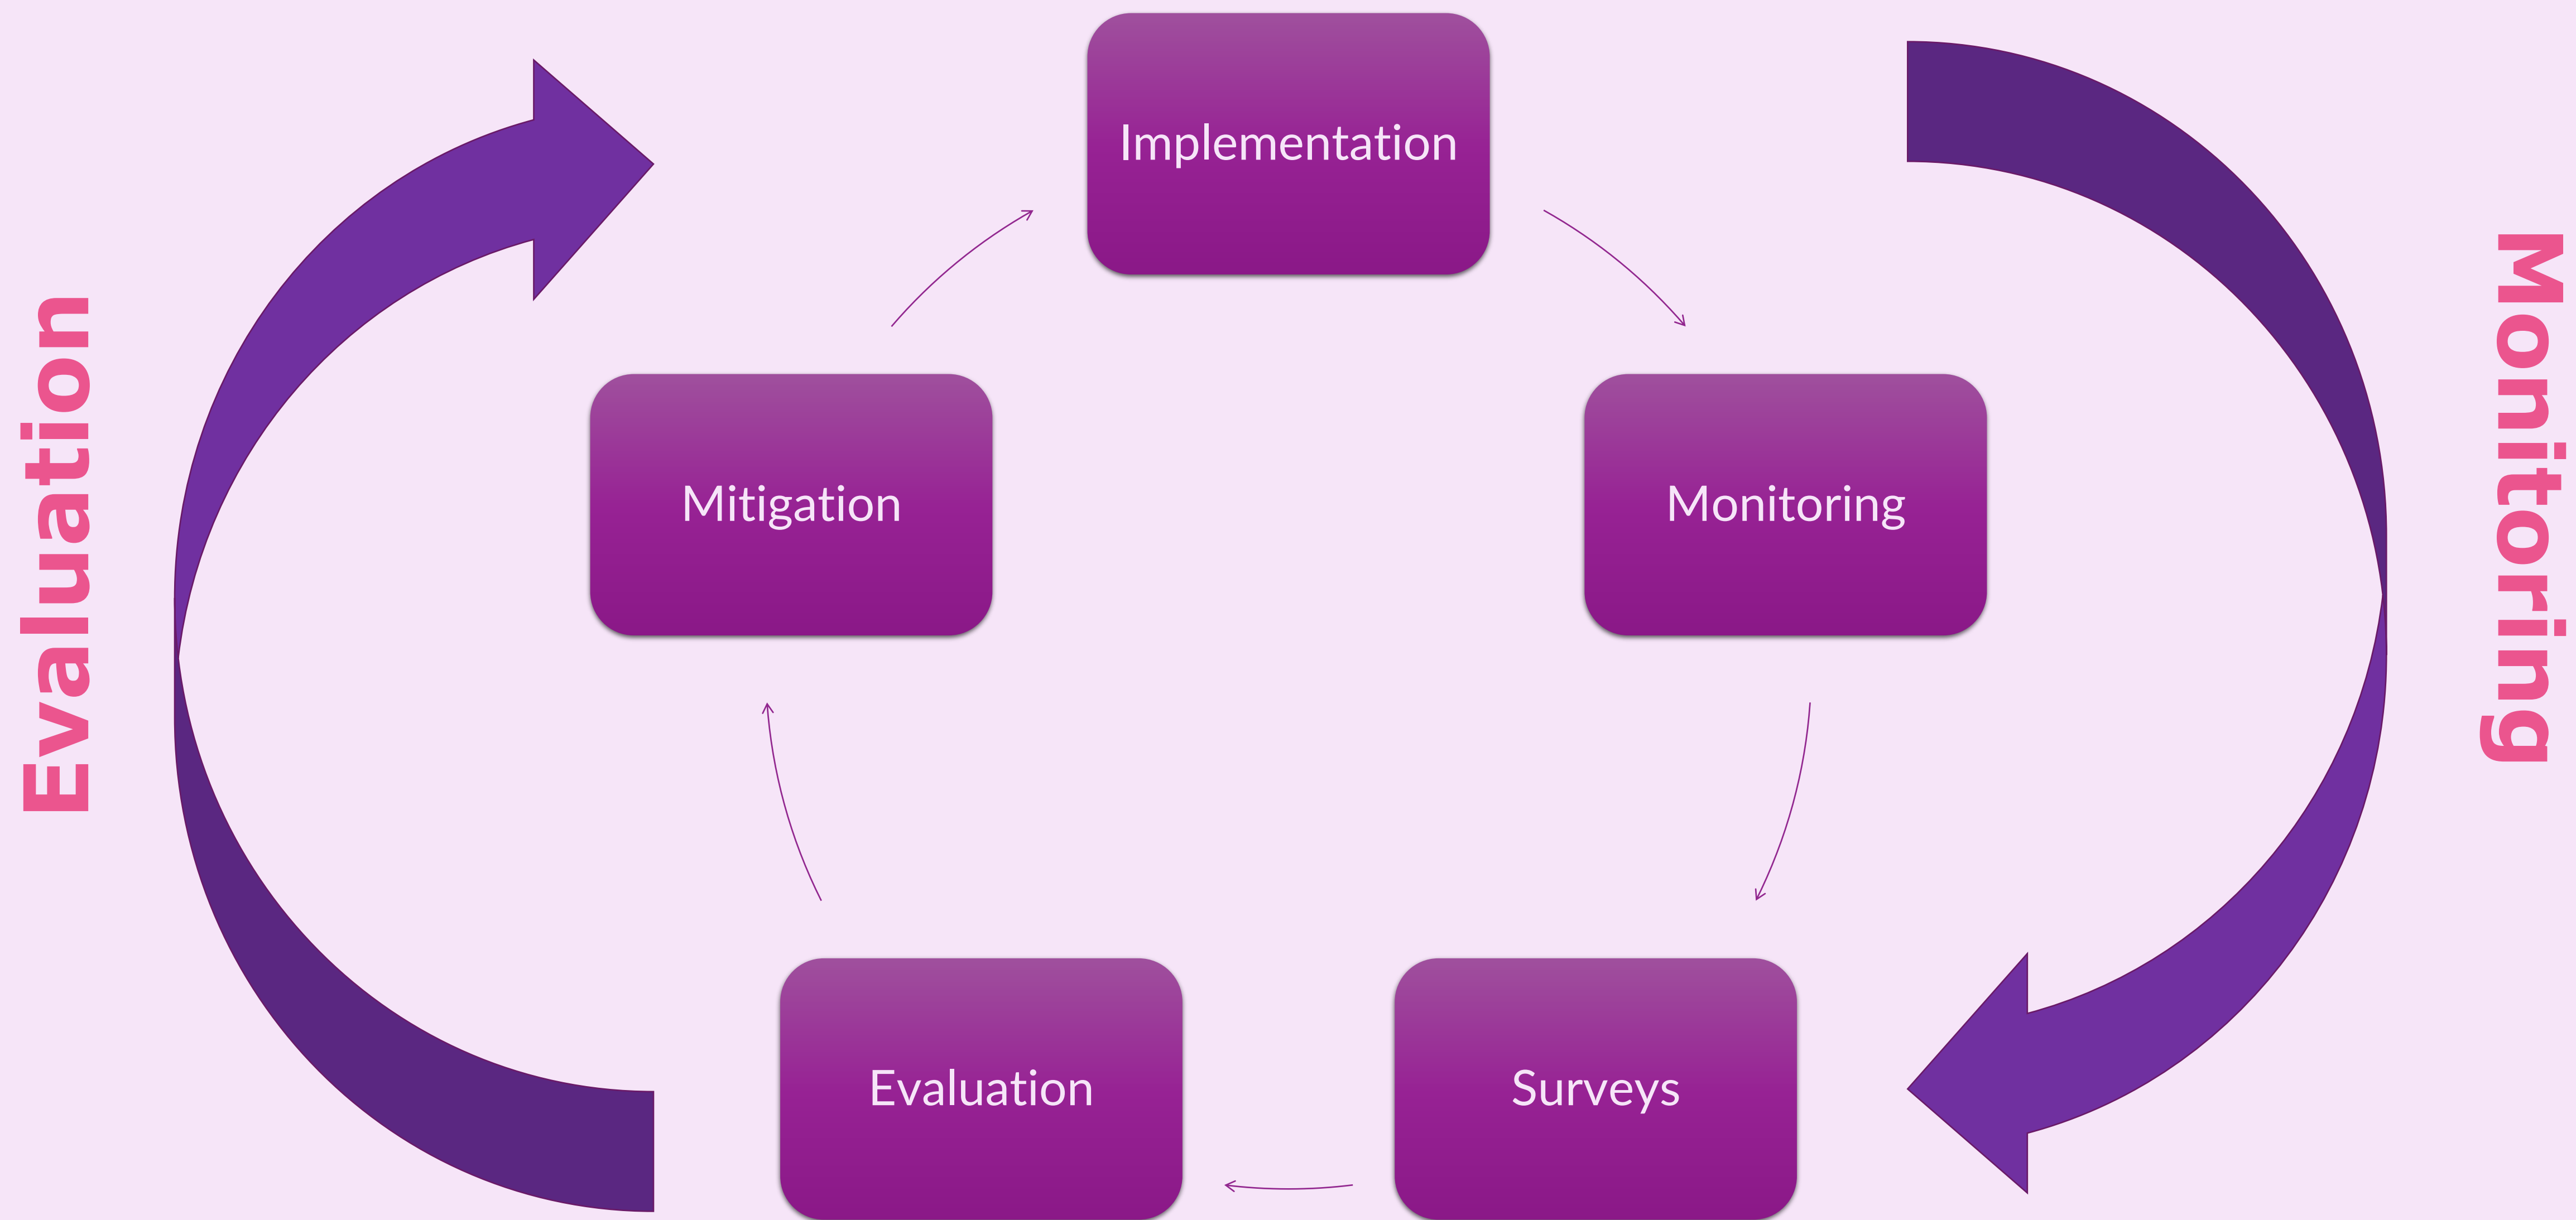 Implementation
Monitoring
Surveys
Evaluation
Mitigation
Evaluation
Monitoring